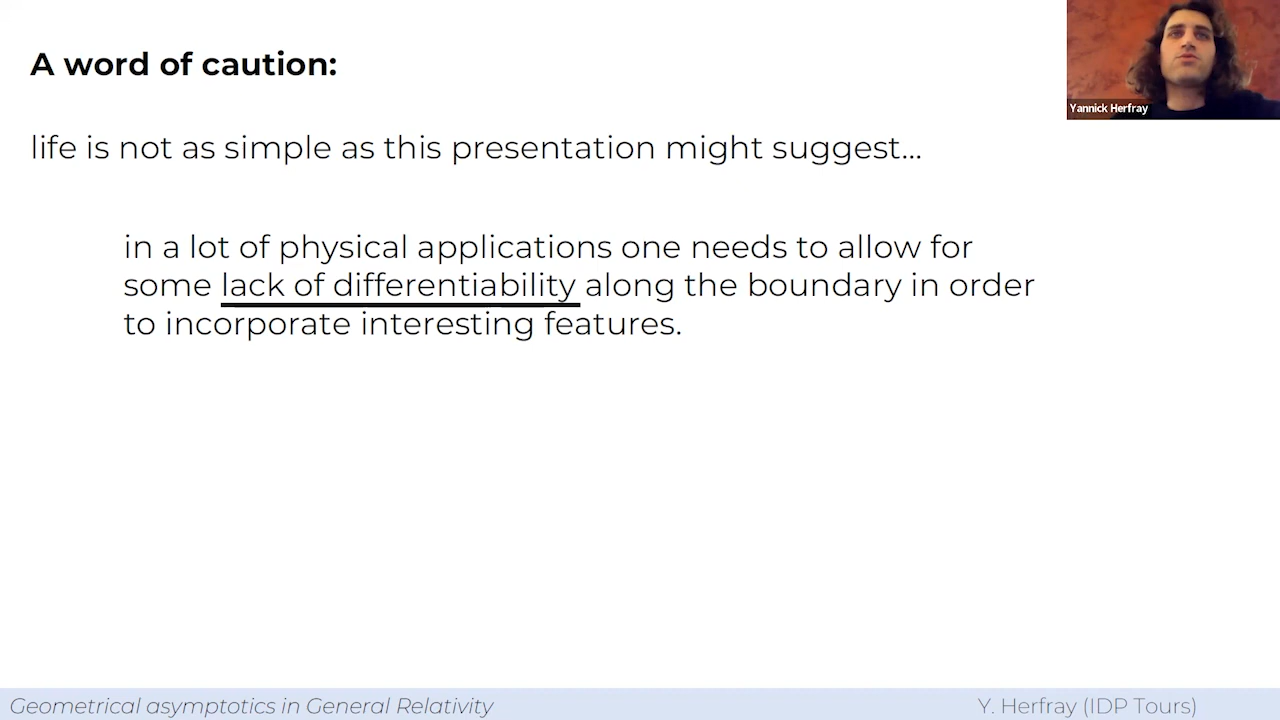 A word of caution:
Yannick Herfray
life is not as simple as this presentation might suggest...
in a lot of physical applications one needs to allow for
some lack of differentiability along the boundary in order
to incorporate interesting features.
Geometrical asymptotics in General Relativity
Y. Herfray (IDP Tours)